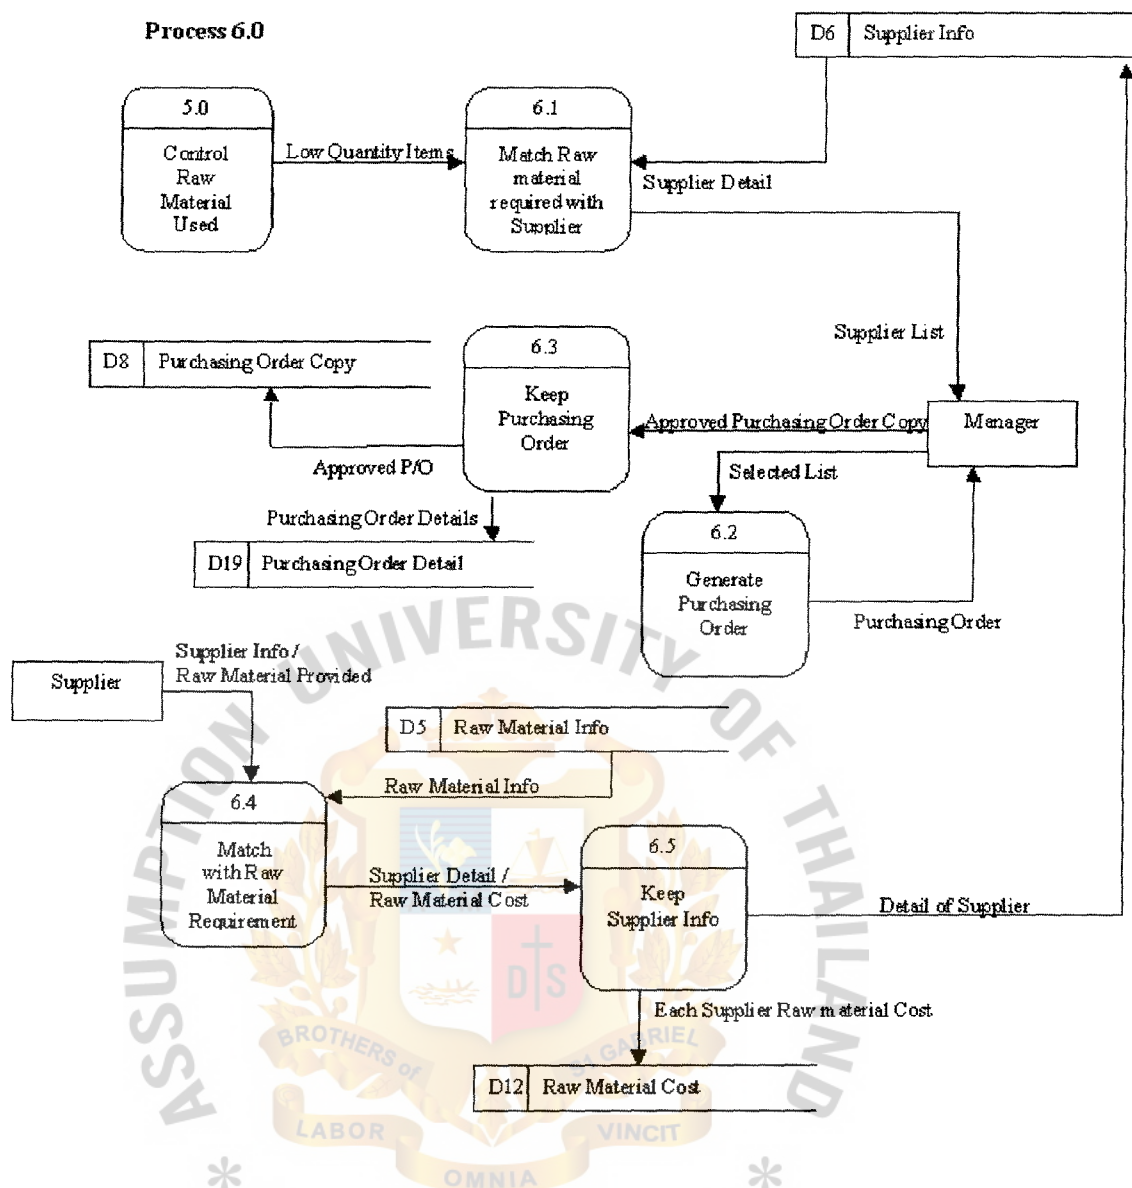 Process 6.0
D6 Supplier Info
5.0
Control
Raw
Material
Used
Low Quantity Items
6.1
Match Raw
material
required with
Supplier
Supplier Detail
Supplier List
D8 Purchasing Order Copy
6.3
Keep
Purchasing
Order
Approved Purchasing Order Copy
Manager
Approved P/O
Selected List
Purchasing Order Details
D19 Purchasing Order Detail
6.2
Generate
Purchasing
Order
Purchasing Order
Supplier
Supplier Info /
Raw Material Provided
D5 Raw Material Info
Raw Material Info
6.4
Match
with Raw
Material
Requirement
Supplier Detail /
Raw Material Cost
6.5
Keep
Supplier Info
Detail of Supplier
Each Supplier Raw material Cost
D12 Raw Material Cost
ASSUMPTION UNIVERSITY OF THAILAND
D S
BROTHERS of ST GABRIEL
LABOR
OMNIA
VINCIT
* *